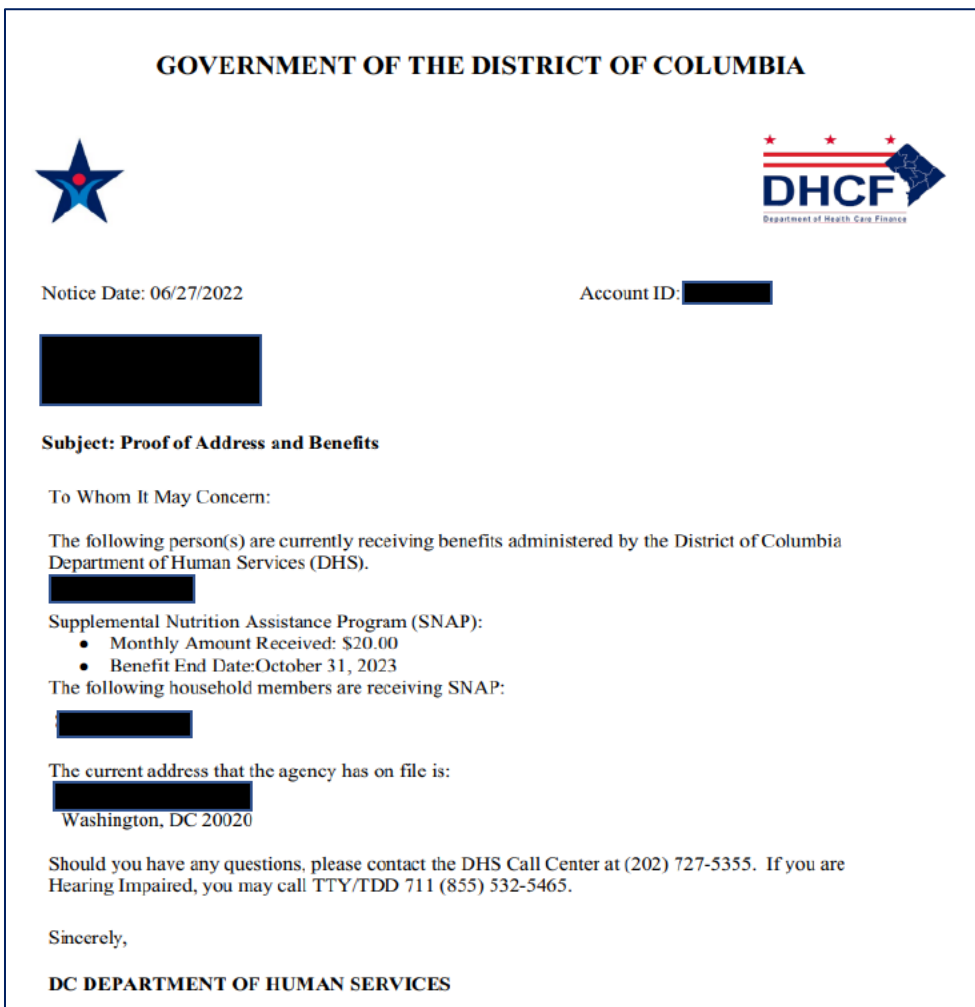 GOVERNMENT OF THE DISTRICT OF COLUMBIA
DHCF
Department of Health Care Finance
Notice Date: 06/27/2022
Account ID:
Subject: Proof of Address and Benefits
To Whom It May Concern:
The following person(s) are currently receiving benefits administered by the District of Columbia
Department of Human Services (DHS).
Supplemental Nutrition Assistance Program (SNAP):
• Monthly Amount Received: $20.00
• Benefit End Date:October 31, 2023
The following household members are receiving SNAP:
The current address that the agency has on file is:
Washington, DC 20020
Should you have any questions, please contact the DHS Call Center at (202) 727-5355. If you are
Hearing Impaired, you may call TTY/TDD 711 (855) 532-5465.
Sincerely,
DC DEPARTMENT OF HUMAN SERVICES